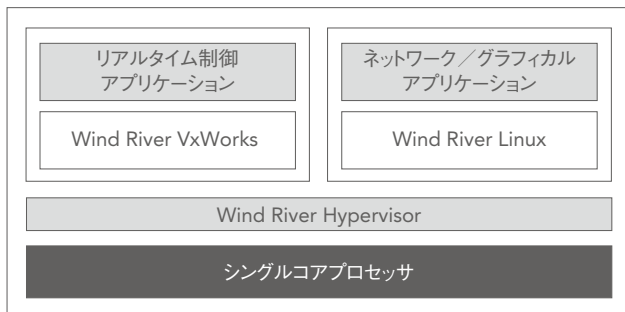 リアルタイム制御
アプリケーション
Wind River VxWorks
ネットワーク／グラフィカル
アプリケーション
Wind River Linux
Wind River Hypervisor
シングルコアプロセッサ